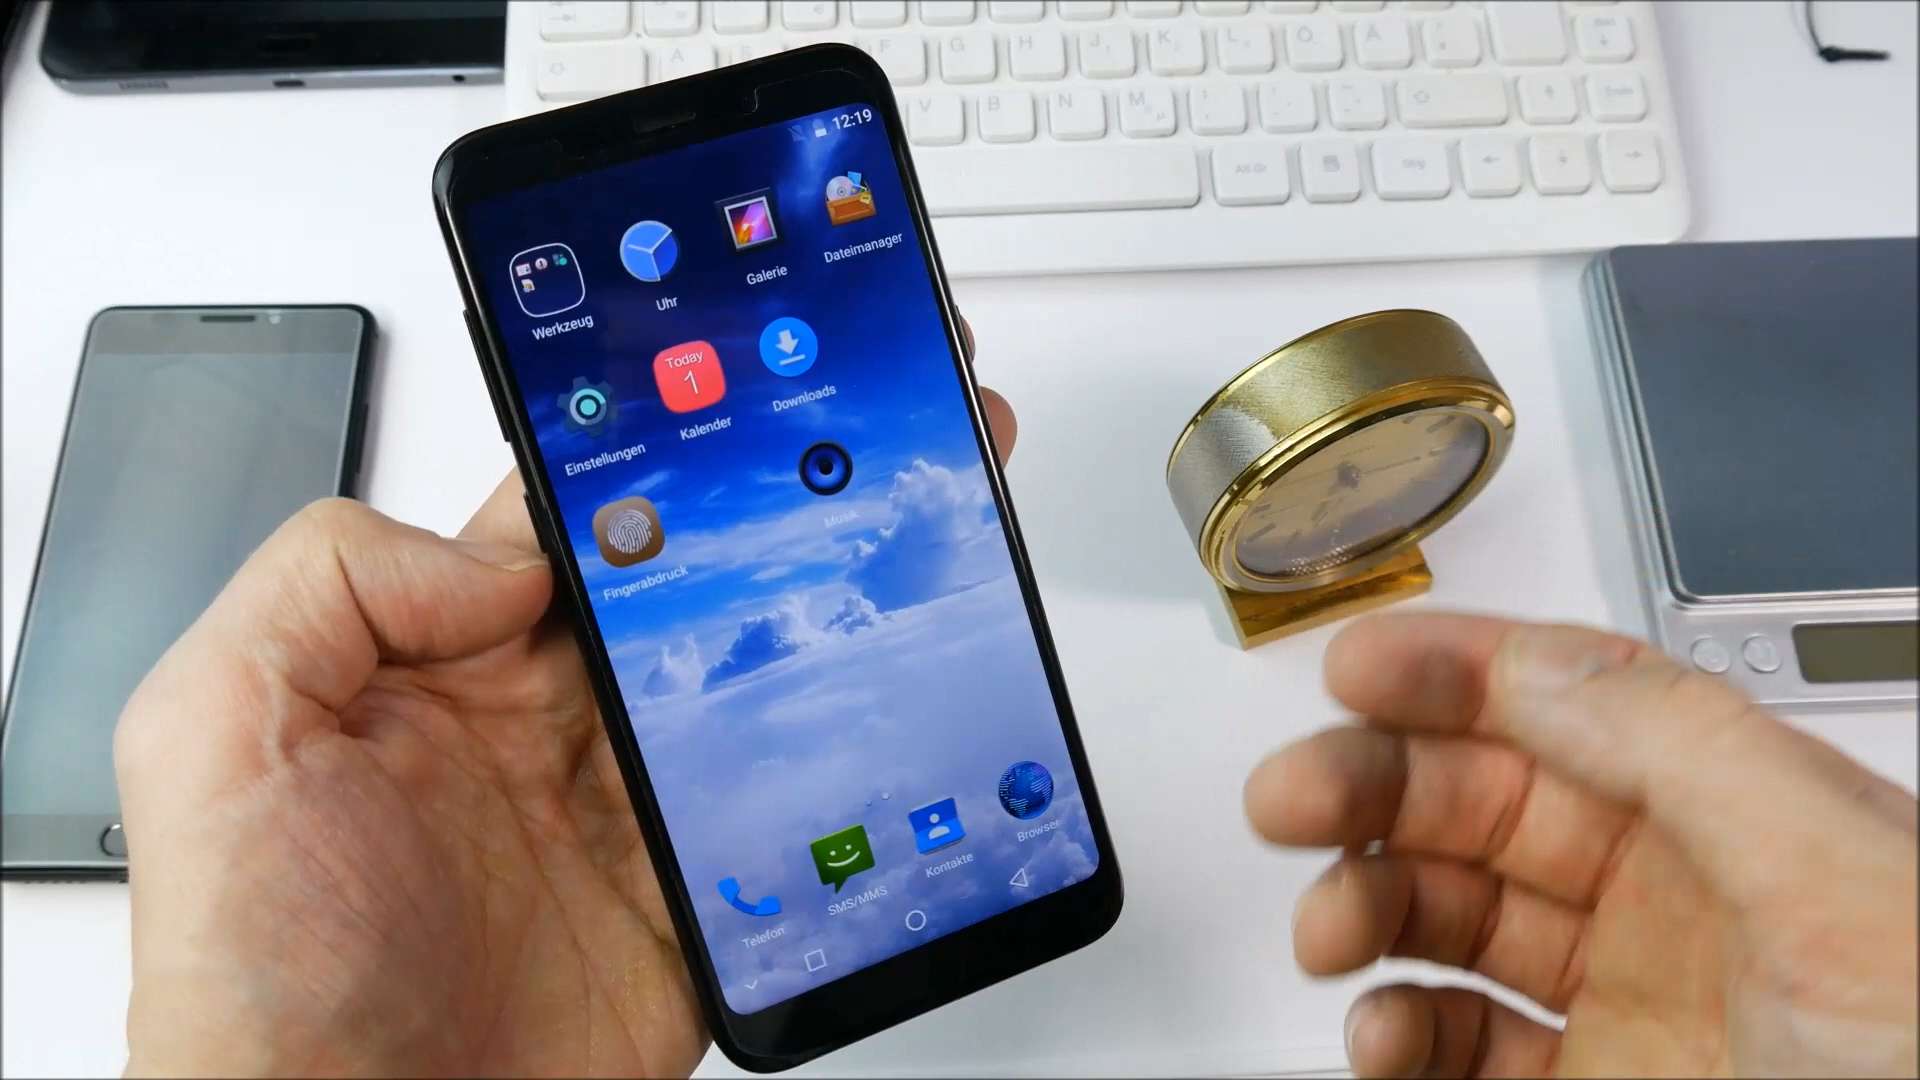 A
F
G
H
J
K
L
Ö
Ä
V
B
N
M
Ende
Alt Gr
Strg
12:19
Werkzeug
Uhr
Galerie
Dateimanager
Einstellungen
Today
1
Kalender
Downloads
Fingerabdruck
Musik
Telefon
SMS/MMS
Kontakte
Browser